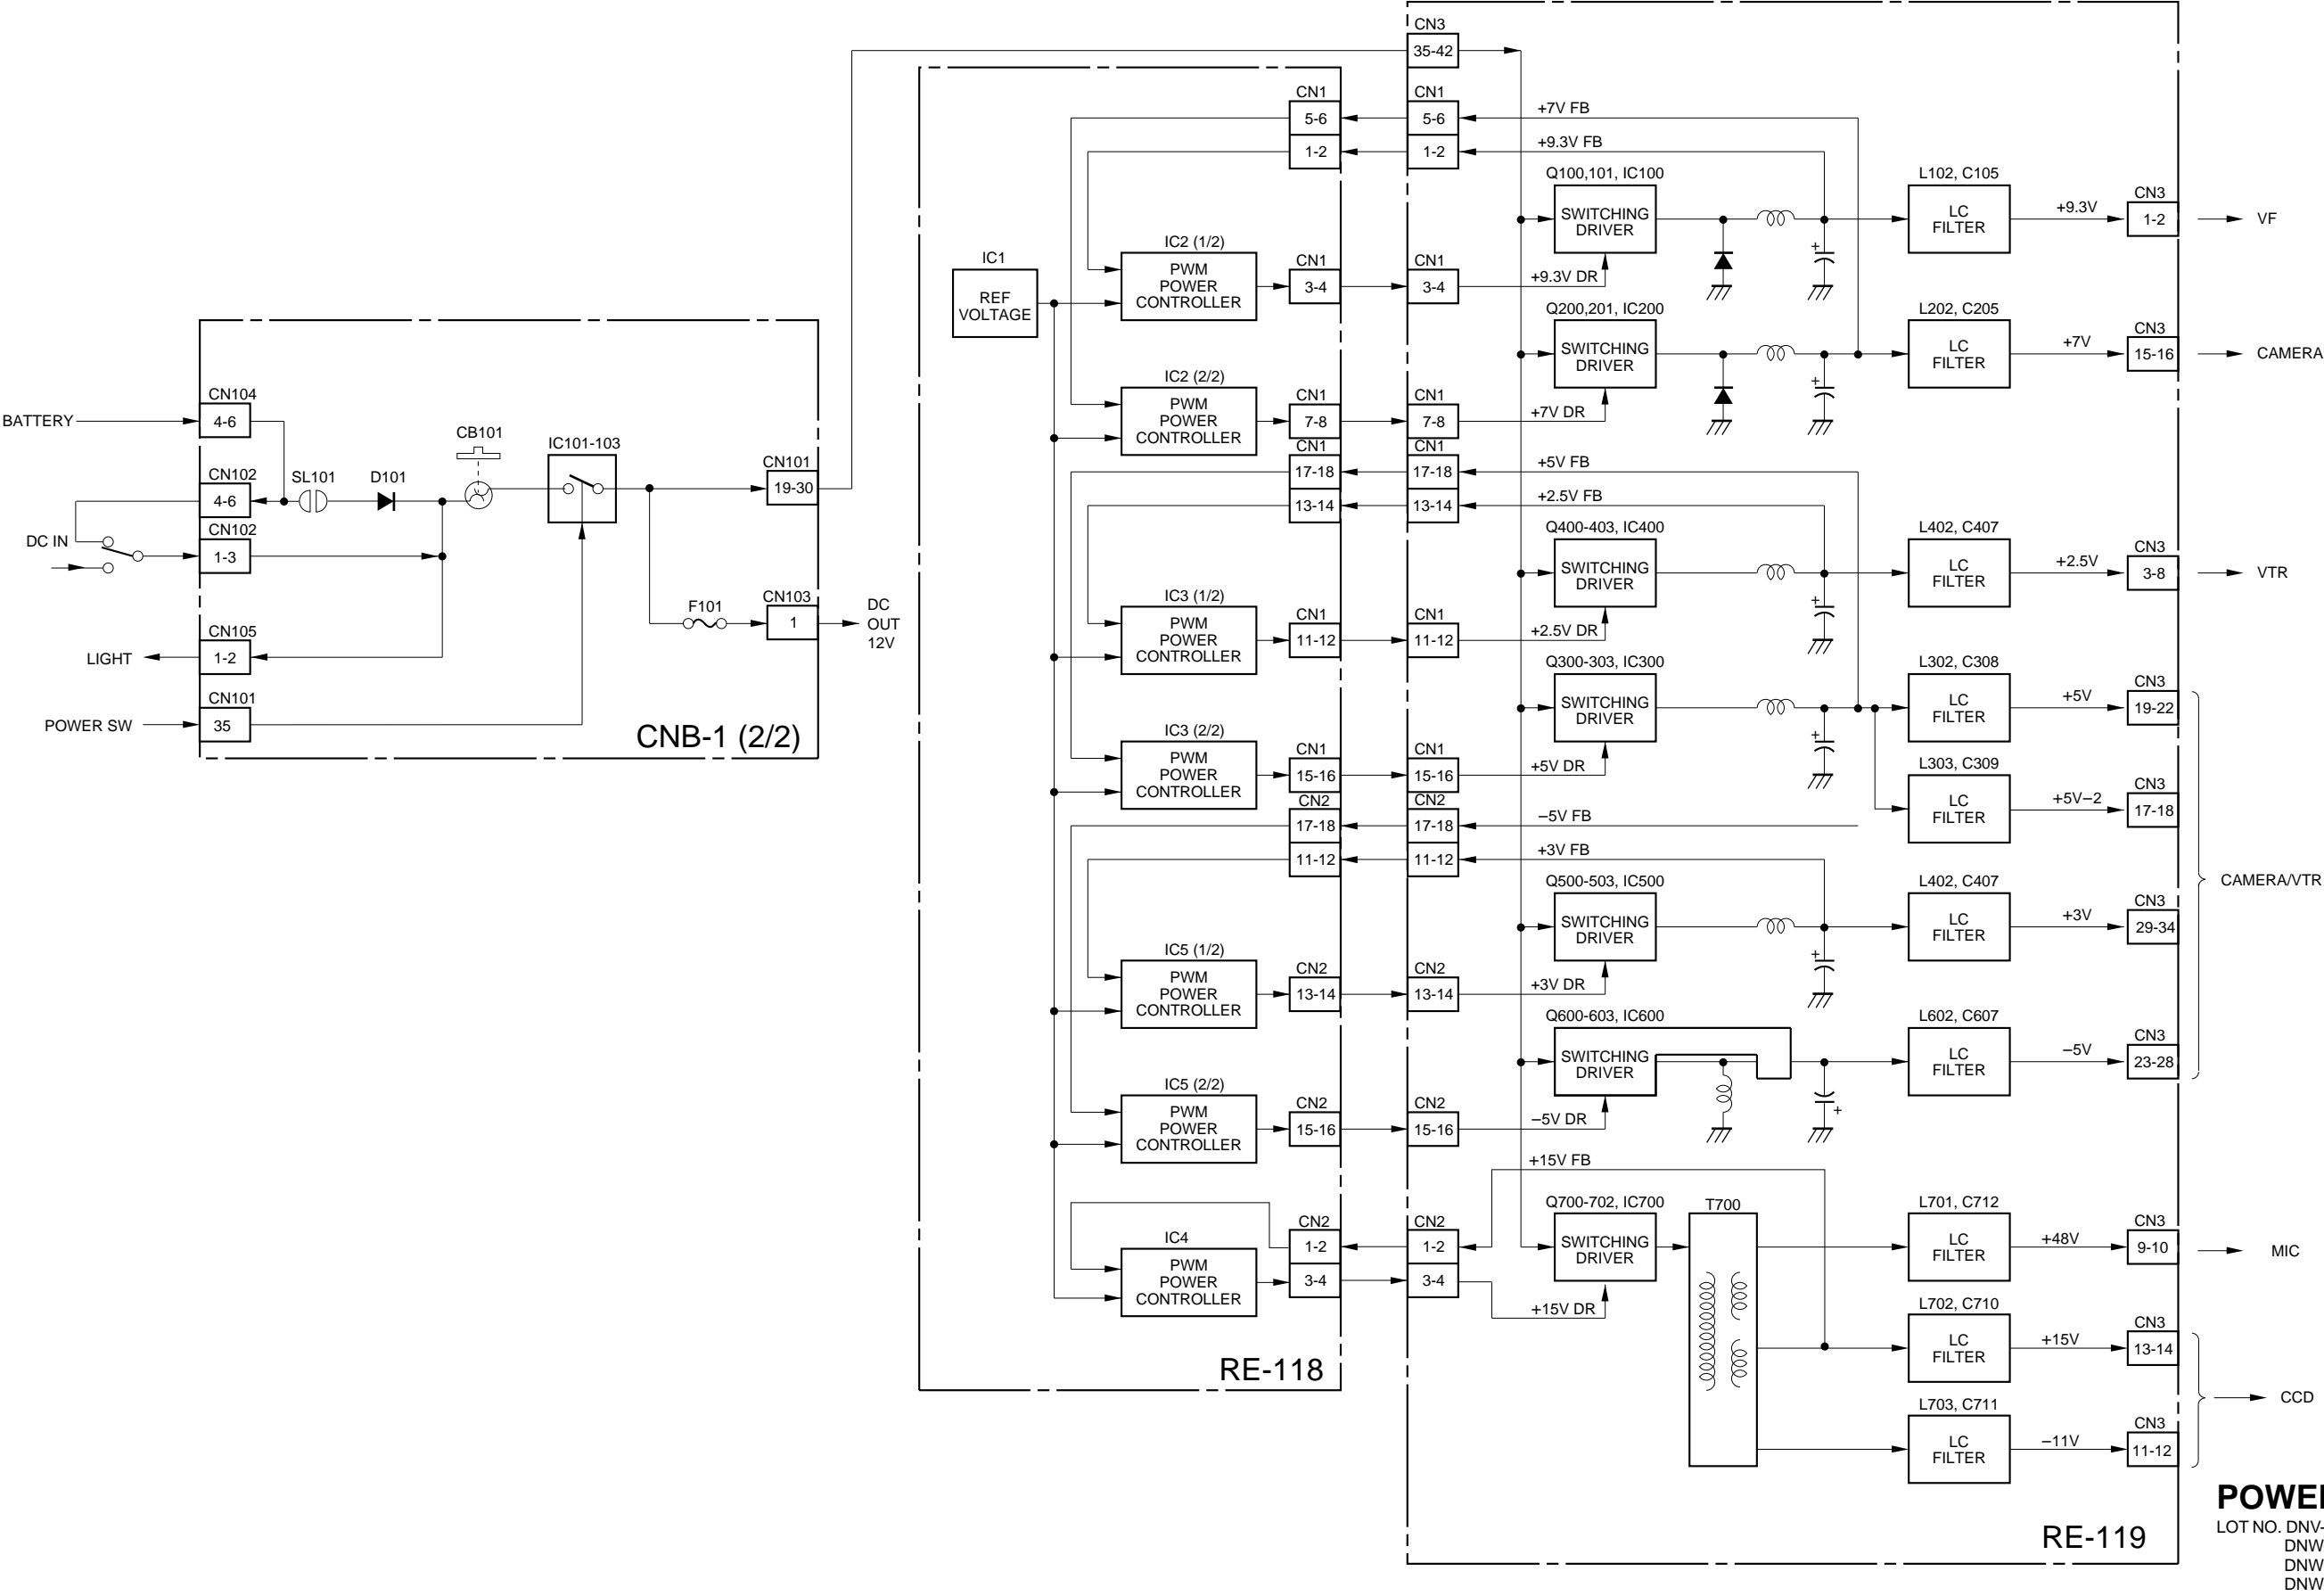 CN3
35-42
CN1
5-6
1-2
CN1
5-6
1-2
+7V FB
+9.3V FB
Q100,101, IC100
SWITCHING
DRIVER
L102, C105
LC
FILTER
+9.3V
CN3
1-2
VF
IC1
REF
VOLTAGE
IC2 (1/2)
PWM
POWER
CONTROLLER
CN1
3-4
CN1
3-4
+9.3V DR
Q200,201, IC200
SWITCHING
DRIVER
L202, C205
LC
FILTER
+7V
CN3
15-16
CAMERA
IC2 (2/2)
PWM
POWER
CONTROLLER
CN1
7-8
CN1
7-8
+7V DR
BATTERY
CN104
4-6
CN102
4-6
SL101
D101
CB101
IC101-103
CN101
19-30
DC IN
CN102
1-3
F101
CN103
1
DC
OUT
12V
LIGHT
CN105
1-2
POWER SW
CN101
35
CNB-1 (2/2)
CN1
17-18
13-14
CN1
17-18
13-14
+5V FB
+2.5V FB
Q400-403, IC400
SWITCHING
DRIVER
L402, C407
LC
FILTER
+2.5V
CN3
3-8
VTR
IC3 (1/2)
PWM
POWER
CONTROLLER
CN1
11-12
CN1
11-12
+2.5V DR
Q300-303, IC300
SWITCHING
DRIVER
L302, C308
LC
FILTER
+5V
CN3
19-22
IC3 (2/2)
PWM
POWER
CONTROLLER
CN1
15-16
CN1
15-16
+5V DR
L303, C309
LC
FILTER
+5V–2
CN3
17-18
CN2
17-18
11-12
CN2
17-18
11-12
–5V FB
+3V FB
CAMERA/VTR
Q500-503, IC500
SWITCHING
DRIVER
L402, C407
LC
FILTER
+3V
CN3
29-34
IC5 (1/2)
PWM
POWER
CONTROLLER
CN2
13-14
CN2
13-14
+3V DR
Q600-603, IC600
SWITCHING
DRIVER
L602, C607
LC
FILTER
–5V
CN3
23-28
IC5 (2/2)
PWM
POWER
CONTROLLER
CN2
15-16
CN2
15-16
–5V DR
+15V FB
Q700-702, IC700
SWITCHING
DRIVER
T700
L701, C712
LC
FILTER
+48V
CN3
9-10
MIC
IC4
PWM
POWER
CONTROLLER
CN2
1-2
3-4
CN2
1-2
3-4
+15V DR
L702, C710
LC
FILTER
+15V
CN3
13-14
CCD
L703, C711
LC
FILTER
–11V
CN3
11-12
RE-118
RE-119
LOT NO. DNV-
DNW
DNW
DNW